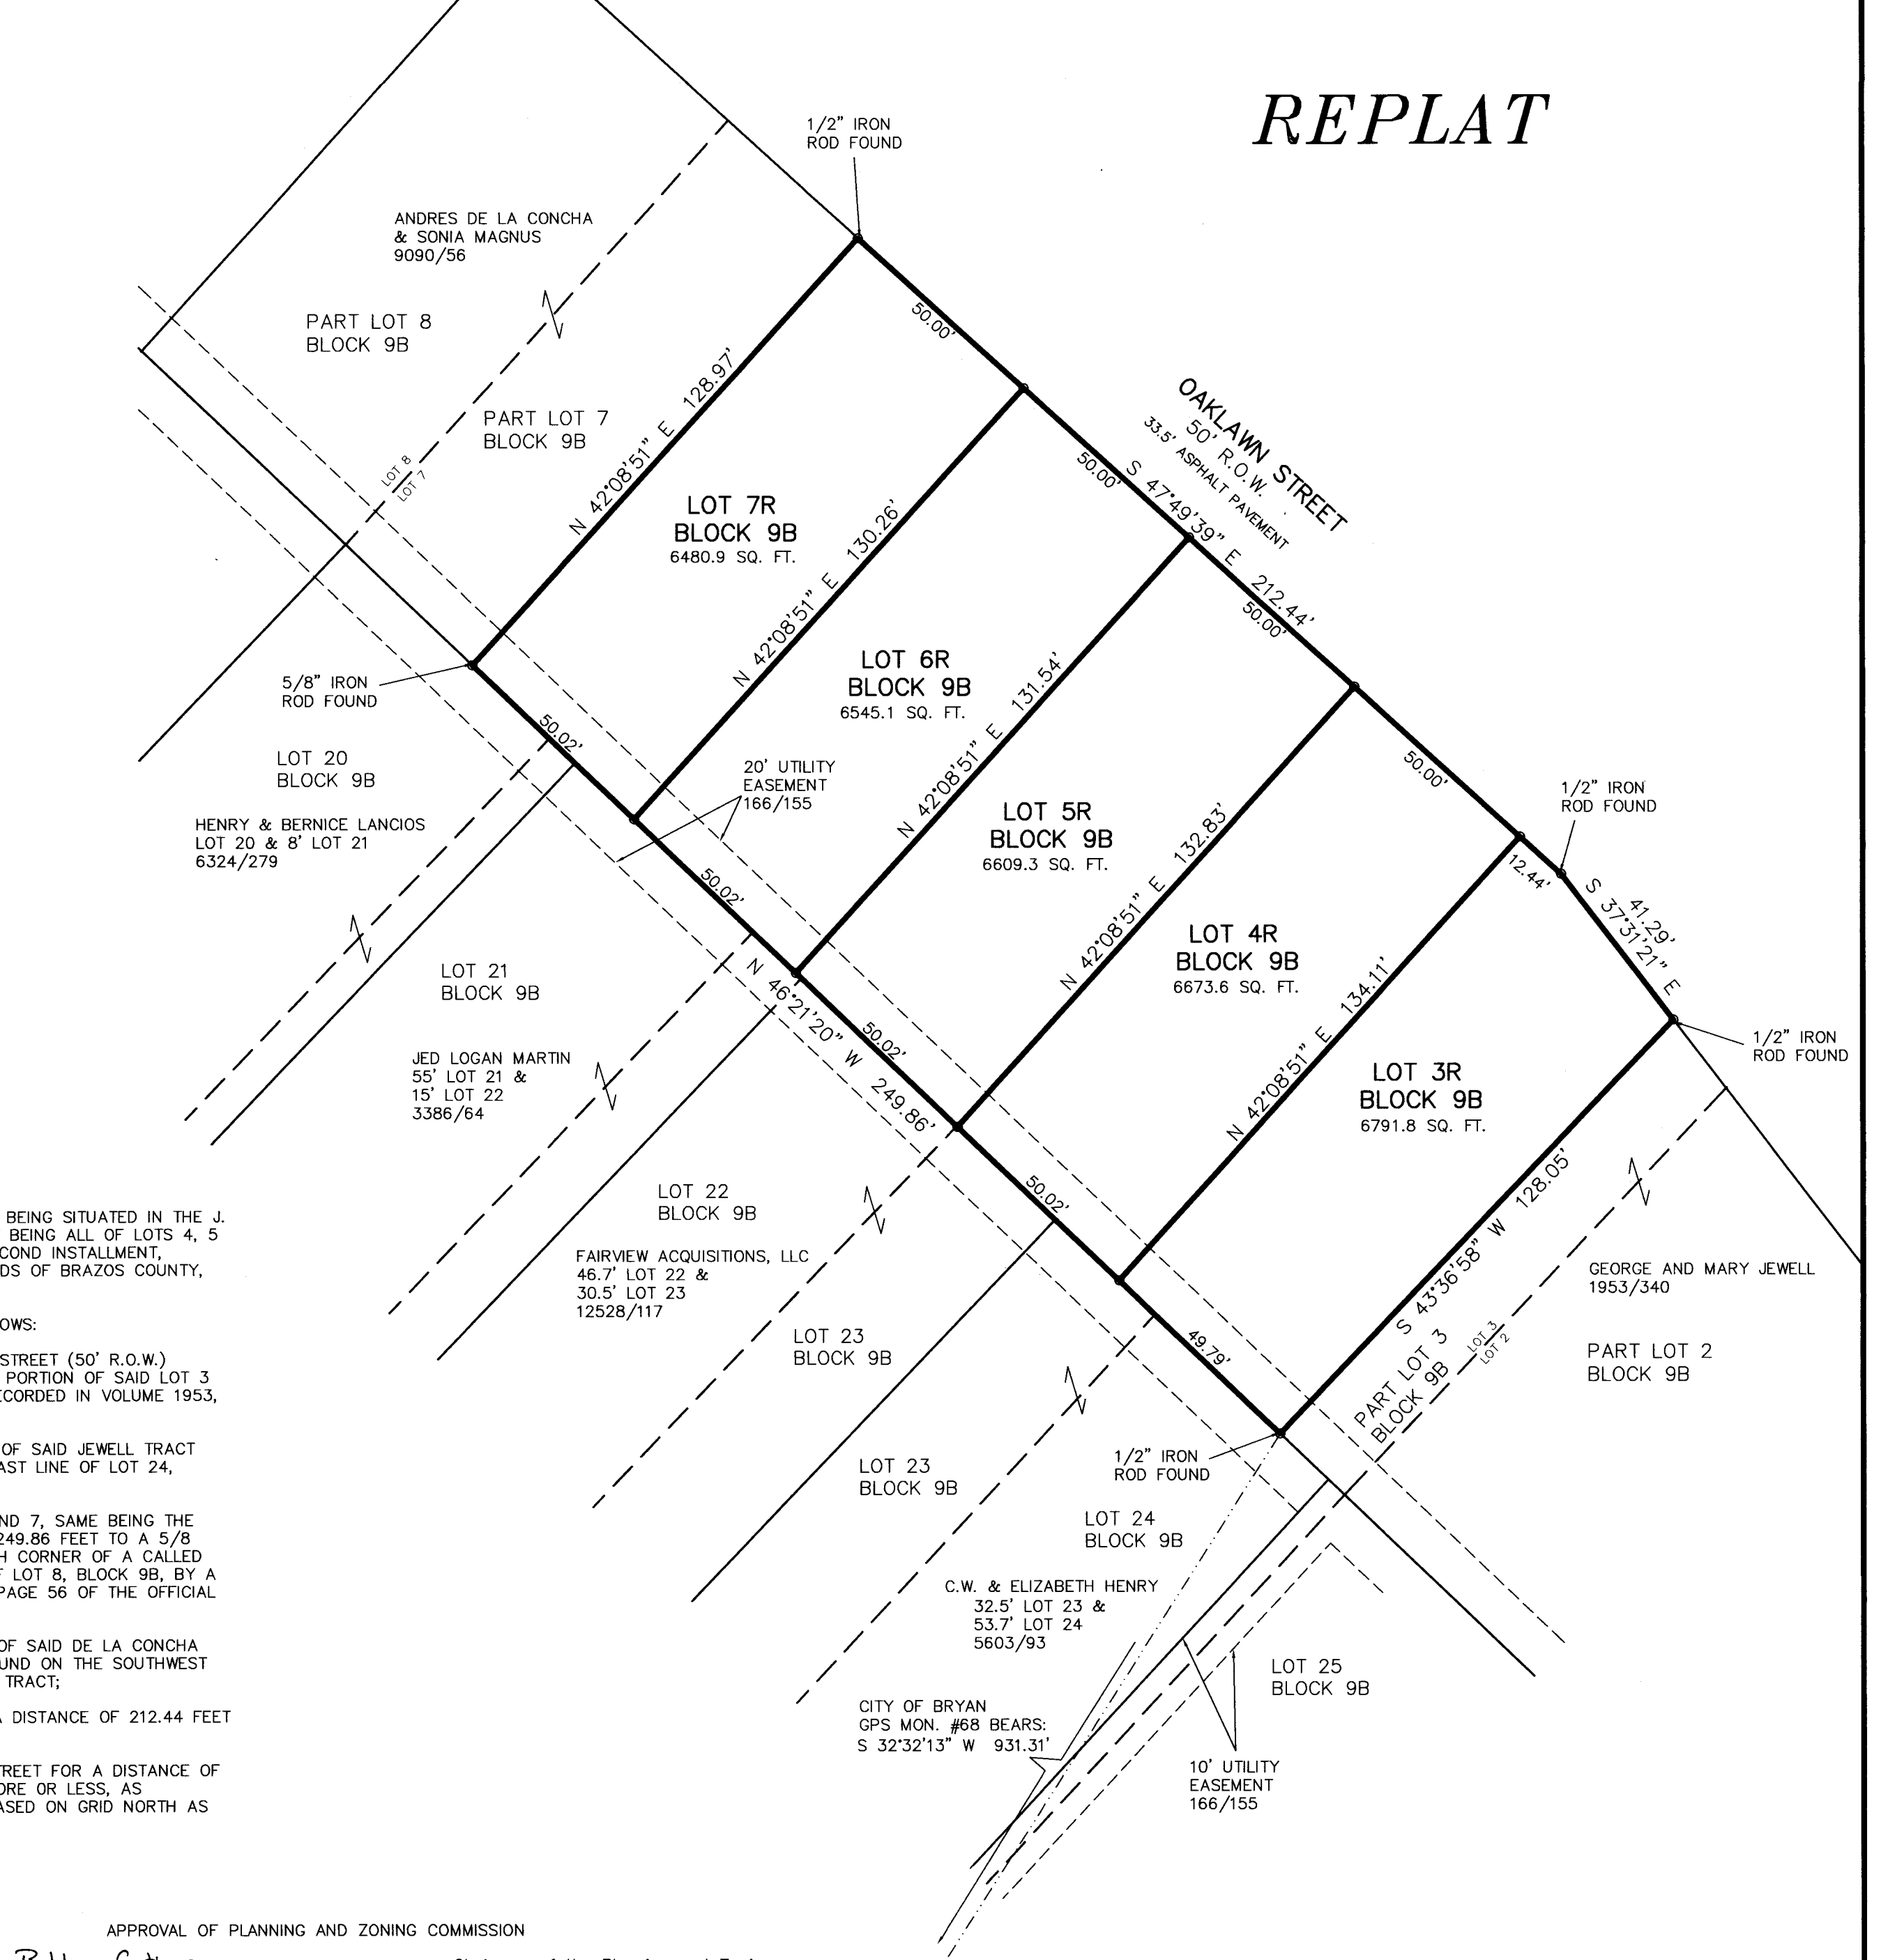 REPLAT
1/2" IRON
ROD FOUND
ANDRES DE LA CONCHA
& SONIA MAGNUS
9090/56
PART LOT 8
BLOCK 9B
PART LOT 7
BLOCK 9B
LOT 8
LOT 7
N 42°08'51" E 128.97'
50.00'
LOT 7R
BLOCK 9B
6480.9 SQ. FT.
N 42°08'51" E 130.26'
50.00'
OAKLAWN STREET
50' R.O.W.
33.5' ASPHALT PAVEMENT
S 47°49'39" E 212.44'
50.00'
5/8" IRON
ROD FOUND
50.02'
LOT 6R
BLOCK 9B
6545.1 SQ. FT.
N 42°08'51" E 131.54'
LOT 20
BLOCK 9B
HENRY & BERNICE LANCIOS
LOT 20 & 8' LOT 21
6324/279
20' UTILITY
EASEMENT
166/155
50.02'
LOT 5R
BLOCK 9B
6609.3 SQ. FT.
N 42°08'51" E 132.83'
50.00'
1/2" IRON
ROD FOUND
12.44'
S 37°31'21" E
41.29'
LOT 21
BLOCK 9B
JED LOGAN MARTIN
55' LOT 21 &
15' LOT 22
3386/64
N 46°21'20" W 249.86'
50.02'
LOT 4R
BLOCK 9B
6673.6 SQ. FT.
N 42°08'51" E 134.11'
1/2" IRON
ROD FOUND
LOT 3R
BLOCK 9B
6791.8 SQ. FT.
LOT 22
BLOCK 9B
FAIRVIEW ACQUISITIONS, LLC
46.7' LOT 22 &
30.5' LOT 23
12528/117
50.02'
S 43°36'58" W 128.05'
LOT 23
BLOCK 9B
49.79'
PART LOT 3
BLOCK 9B
LOT 3
LOT 2
GEORGE AND MARY JEWELL
1953/340
PART LOT 2
BLOCK 9B
LOT 23
BLOCK 9B
1/2" IRON
ROD FOUND
LOT 24
BLOCK 9B
C.W. & ELIZABETH HENRY
32.5' LOT 23 &
53.7' LOT 24
5603/93
LOT 25
BLOCK 9B
CITY OF BRYAN
GPS MON. #68 BEARS:
S 32°32'13" W 931.31'
10' UTILITY
EASEMENT
166/155
BEING SITUATED IN THE J.
BEING ALL OF LOTS 4, 5
COND INSTALLMENT,
DS OF BRAZOS COUNTY,
OWS:
STREET (50' R.O.W.)
PORTION OF SAID LOT 3
ECORDED IN VOLUME 1953,
OF SAID JEWELL TRACT
AST LINE OF LOT 24,
ND 7, SAME BEING THE
249.86 FEET TO A 5/8
H CORNER OF A CALLED
F LOT 8, BLOCK 9B, BY A
PAGE 56 OF THE OFFICIAL
OF SAID DE LA CONCHA
UND ON THE SOUTHWEST
TRACT;
A DISTANCE OF 212.44 FEET
REET FOR A DISTANCE OF
ORE OR LESS, AS
ASED ON GRID NORTH AS
APPROVAL OF PLANNING AND ZONING COMMISSION